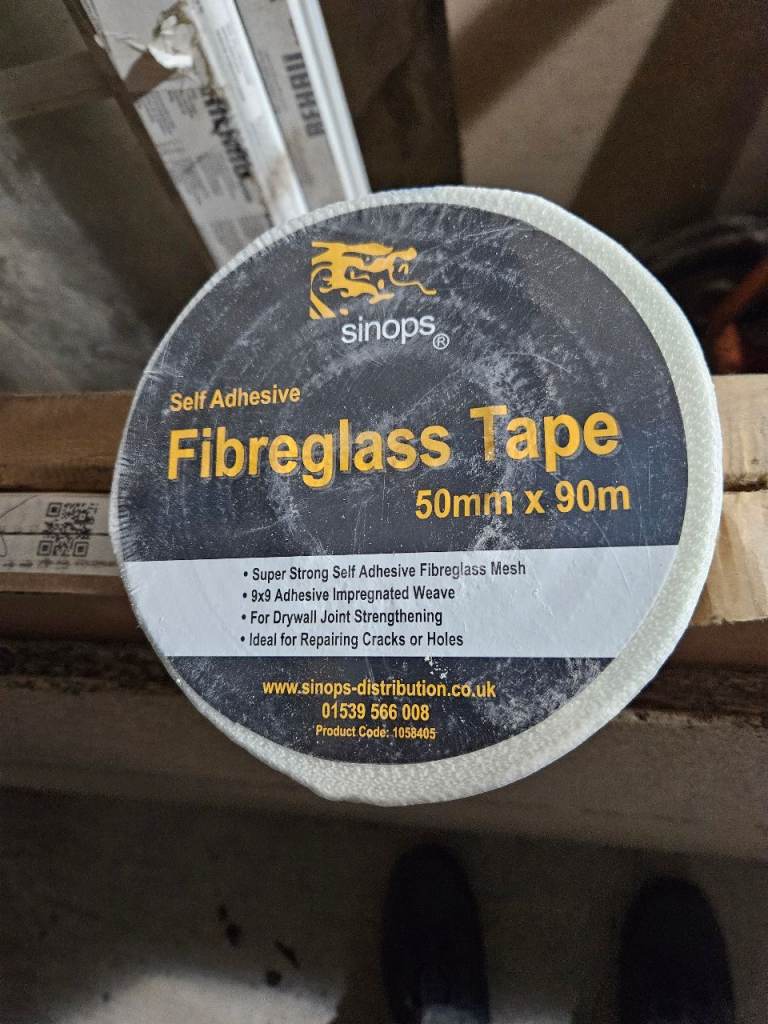 REHAU
sinops®
Self Adhesive
Fibreglass Tape
50mm x 90m
• Super Strong Self Adhesive Fibreglass Mesh
• 9x9 Adhesive Impregnated Weave
• For Drywall Joint Strengthening
• Ideal for Repairing Cracks or Holes
www.sinops-distribution.co.uk
01539 566 008
Product Code: 1058405